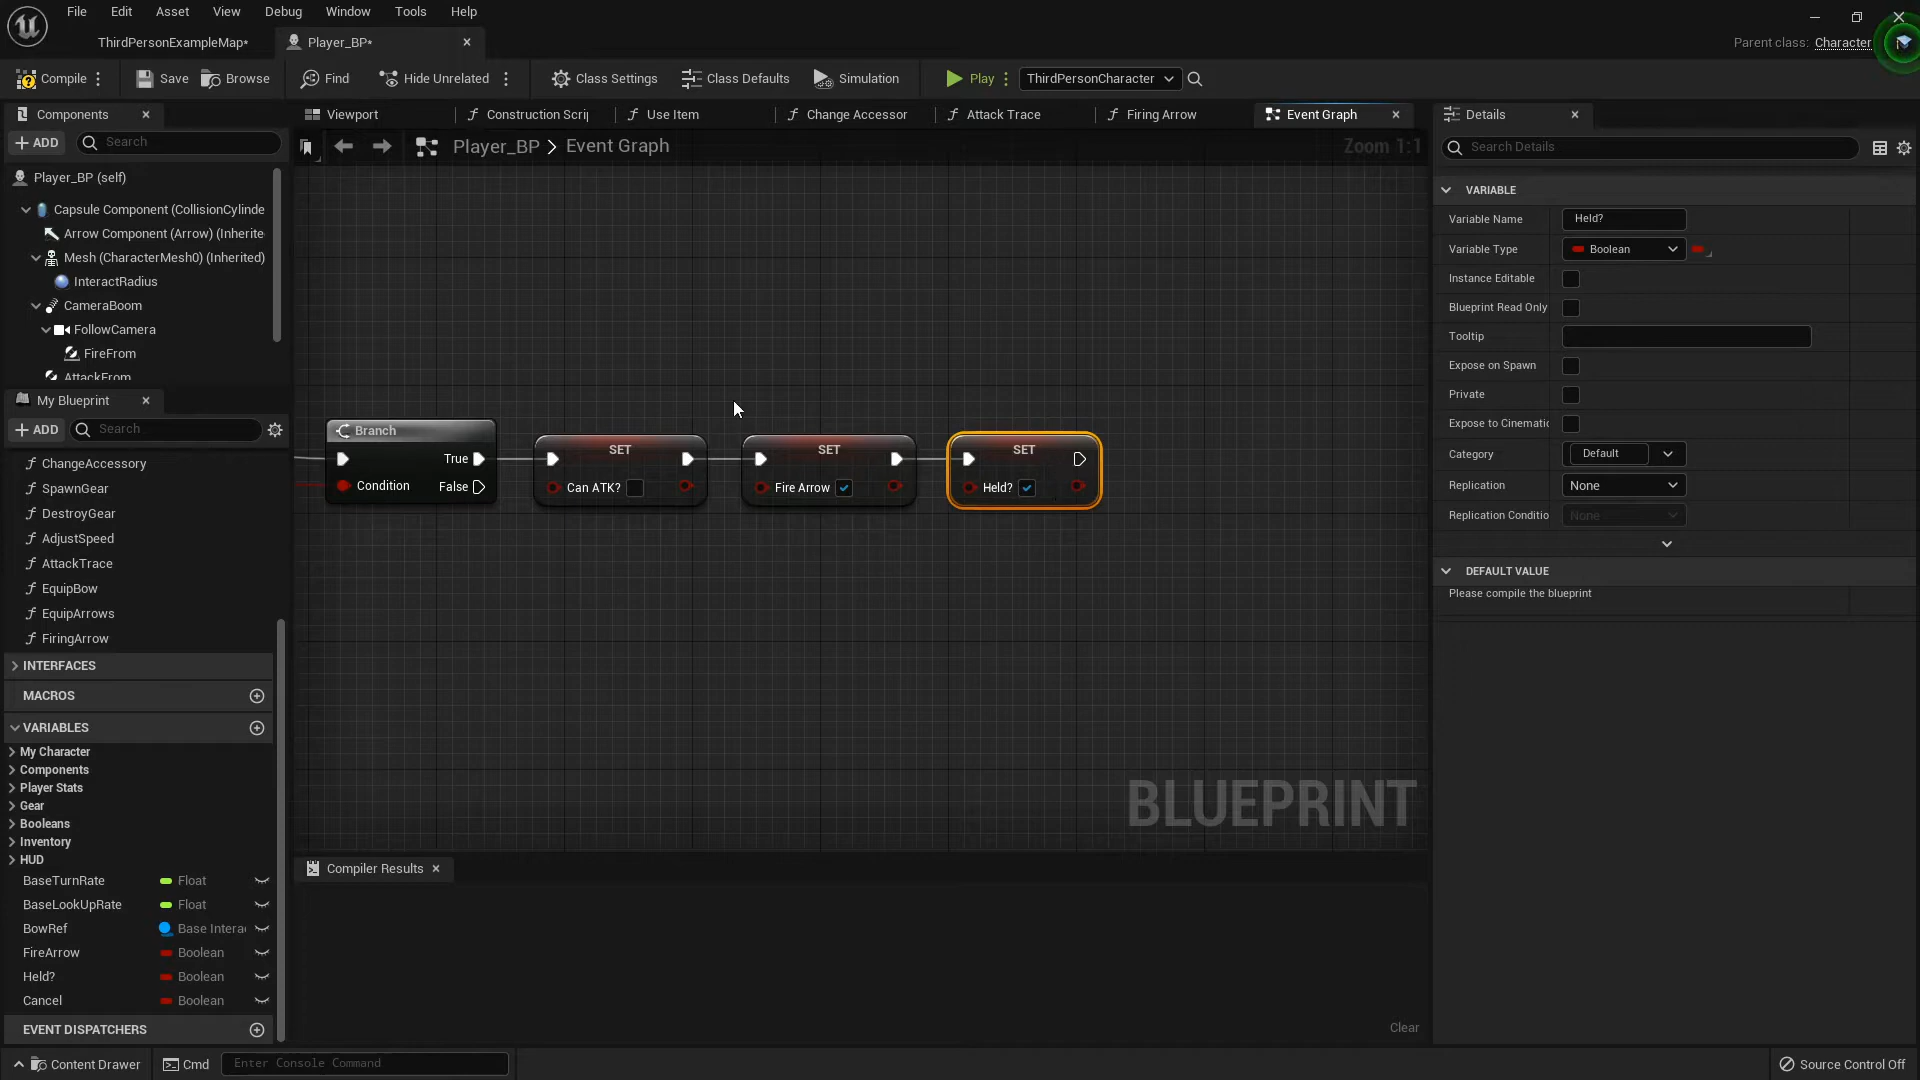 File Edit Asset View Debug Window Tools Help
ThirdPersonExampleMap* Player_BP* Parent class: Character
Compile Save Browse Find Hide Unrelated Class Settings Class Defaults Simulation Play ThirdPersonCharacter
Components Viewport Construction Scrip Use Item Change Accessor Attack Trace Firing Arrow Event Graph Details
ADD Search Player_BP > Event Graph Zoom 1:1 Search Details
Player_BP (self)
Capsule Component (CollisionCylinde
Arrow Component (Arrow) (Inherite
Mesh (CharacterMesh0) (Inherited)
InteractRadius
CameraBoom
FollowCamera
FireFrom
AttackFrom
My Blueprint
ADD Search
ChangeAccessory
SpawnGear
DestroyGear
AdjustSpeed
AttackTrace
EquipBow
EquipArrows
FiringArrow
INTERFACES
MACROS
VARIABLES
My Character
Components
Player Stats
Gear
Booleans
Inventory
HUD
BaseTurnRate Float
BaseLookUpRate Float
BowRef Base Interac
FireArrow Boolean
Held? Boolean
Cancel Boolean
EVENT DISPATCHERS
Branch
True
Condition False
SET
Can ATK?
SET
Fire Arrow
SET
Held?
BLUEPRINT
Compiler Results
Clear
VARIABLE
Variable Name Held?
Variable Type Boolean
Instance Editable
Blueprint Read Only
Tooltip
Expose on Spawn
Private
Expose to Cinematic
Category Default
Replication None
Replication Conditio None
DEFAULT VALUE
Please compile the blueprint
Content Drawer Cmd Enter Console Command Source Control Off